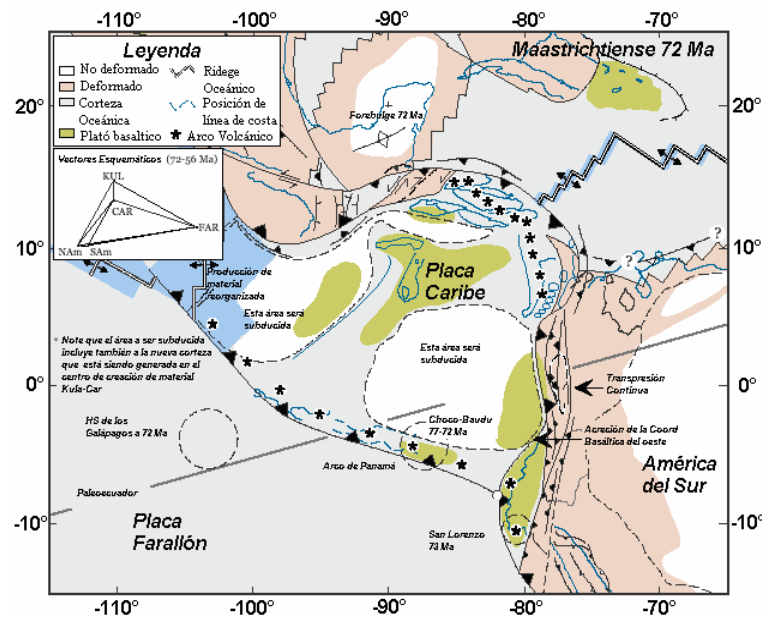 -110° -100° -90° -80° -70°
Leyenda
No deformado
Deformado
Corteza
Oceánica
Plató basaltico
Ridege
Oceánico
Posición de
línea de costa
Arco Volcánico
Maastrichtiense 72 Ma
20°
20°
Forebulge 72 Ma
Vectores Esquemáticos (72-56 Ma)
KUL
CAR
FAR
NAm SAm
10°
10°
?
?
Producción de
material
reorganizada
Esta área será
subducida
Placa
Caribe
Esta área será
subducida
* Note que el área a ser subducida
incluye también a la nueva corteza
que está siendo generada en el
centro de creación de material
Kula-Car
0°
0°
Transpresión
Continua
HS de los
Galápagos a 72 Ma
Choco-Baudu
77-72 Ma
Acreción de la Coord
Basáltica del oeste
Arco de Panamá
América
del Sur
Paleoecuador
-10°
-10°
Placa
Farallón
San Lorenzo
73 Ma
-110° -100° -90° -80° -70°